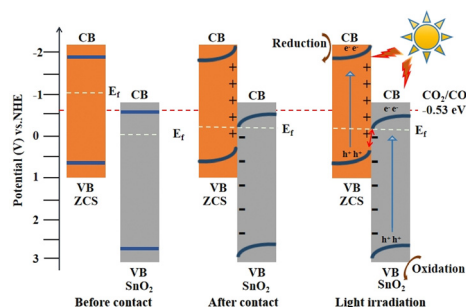 Potential (V) vs.NHE
-2
-1
0
1
2
3
CB
E_f
VB
ZCS
CB
E_f
VB
SnO₂
Before contact
CB
+
+
+
+
+
+
VB
ZCS
CB
E_f
-
-
-
-
-
-
VB
SnO₂
After contact
Reduction
CB
e⁻ e⁻
+
+
+
+
+
+
h⁺ h⁺
VB
ZCS
CB
e⁻ e⁻
CO₂/CO
-0.53 eV
E_f
-
-
-
-
-
-
h⁺ h⁺
VB
SnO₂
Oxidation
Light irradiation